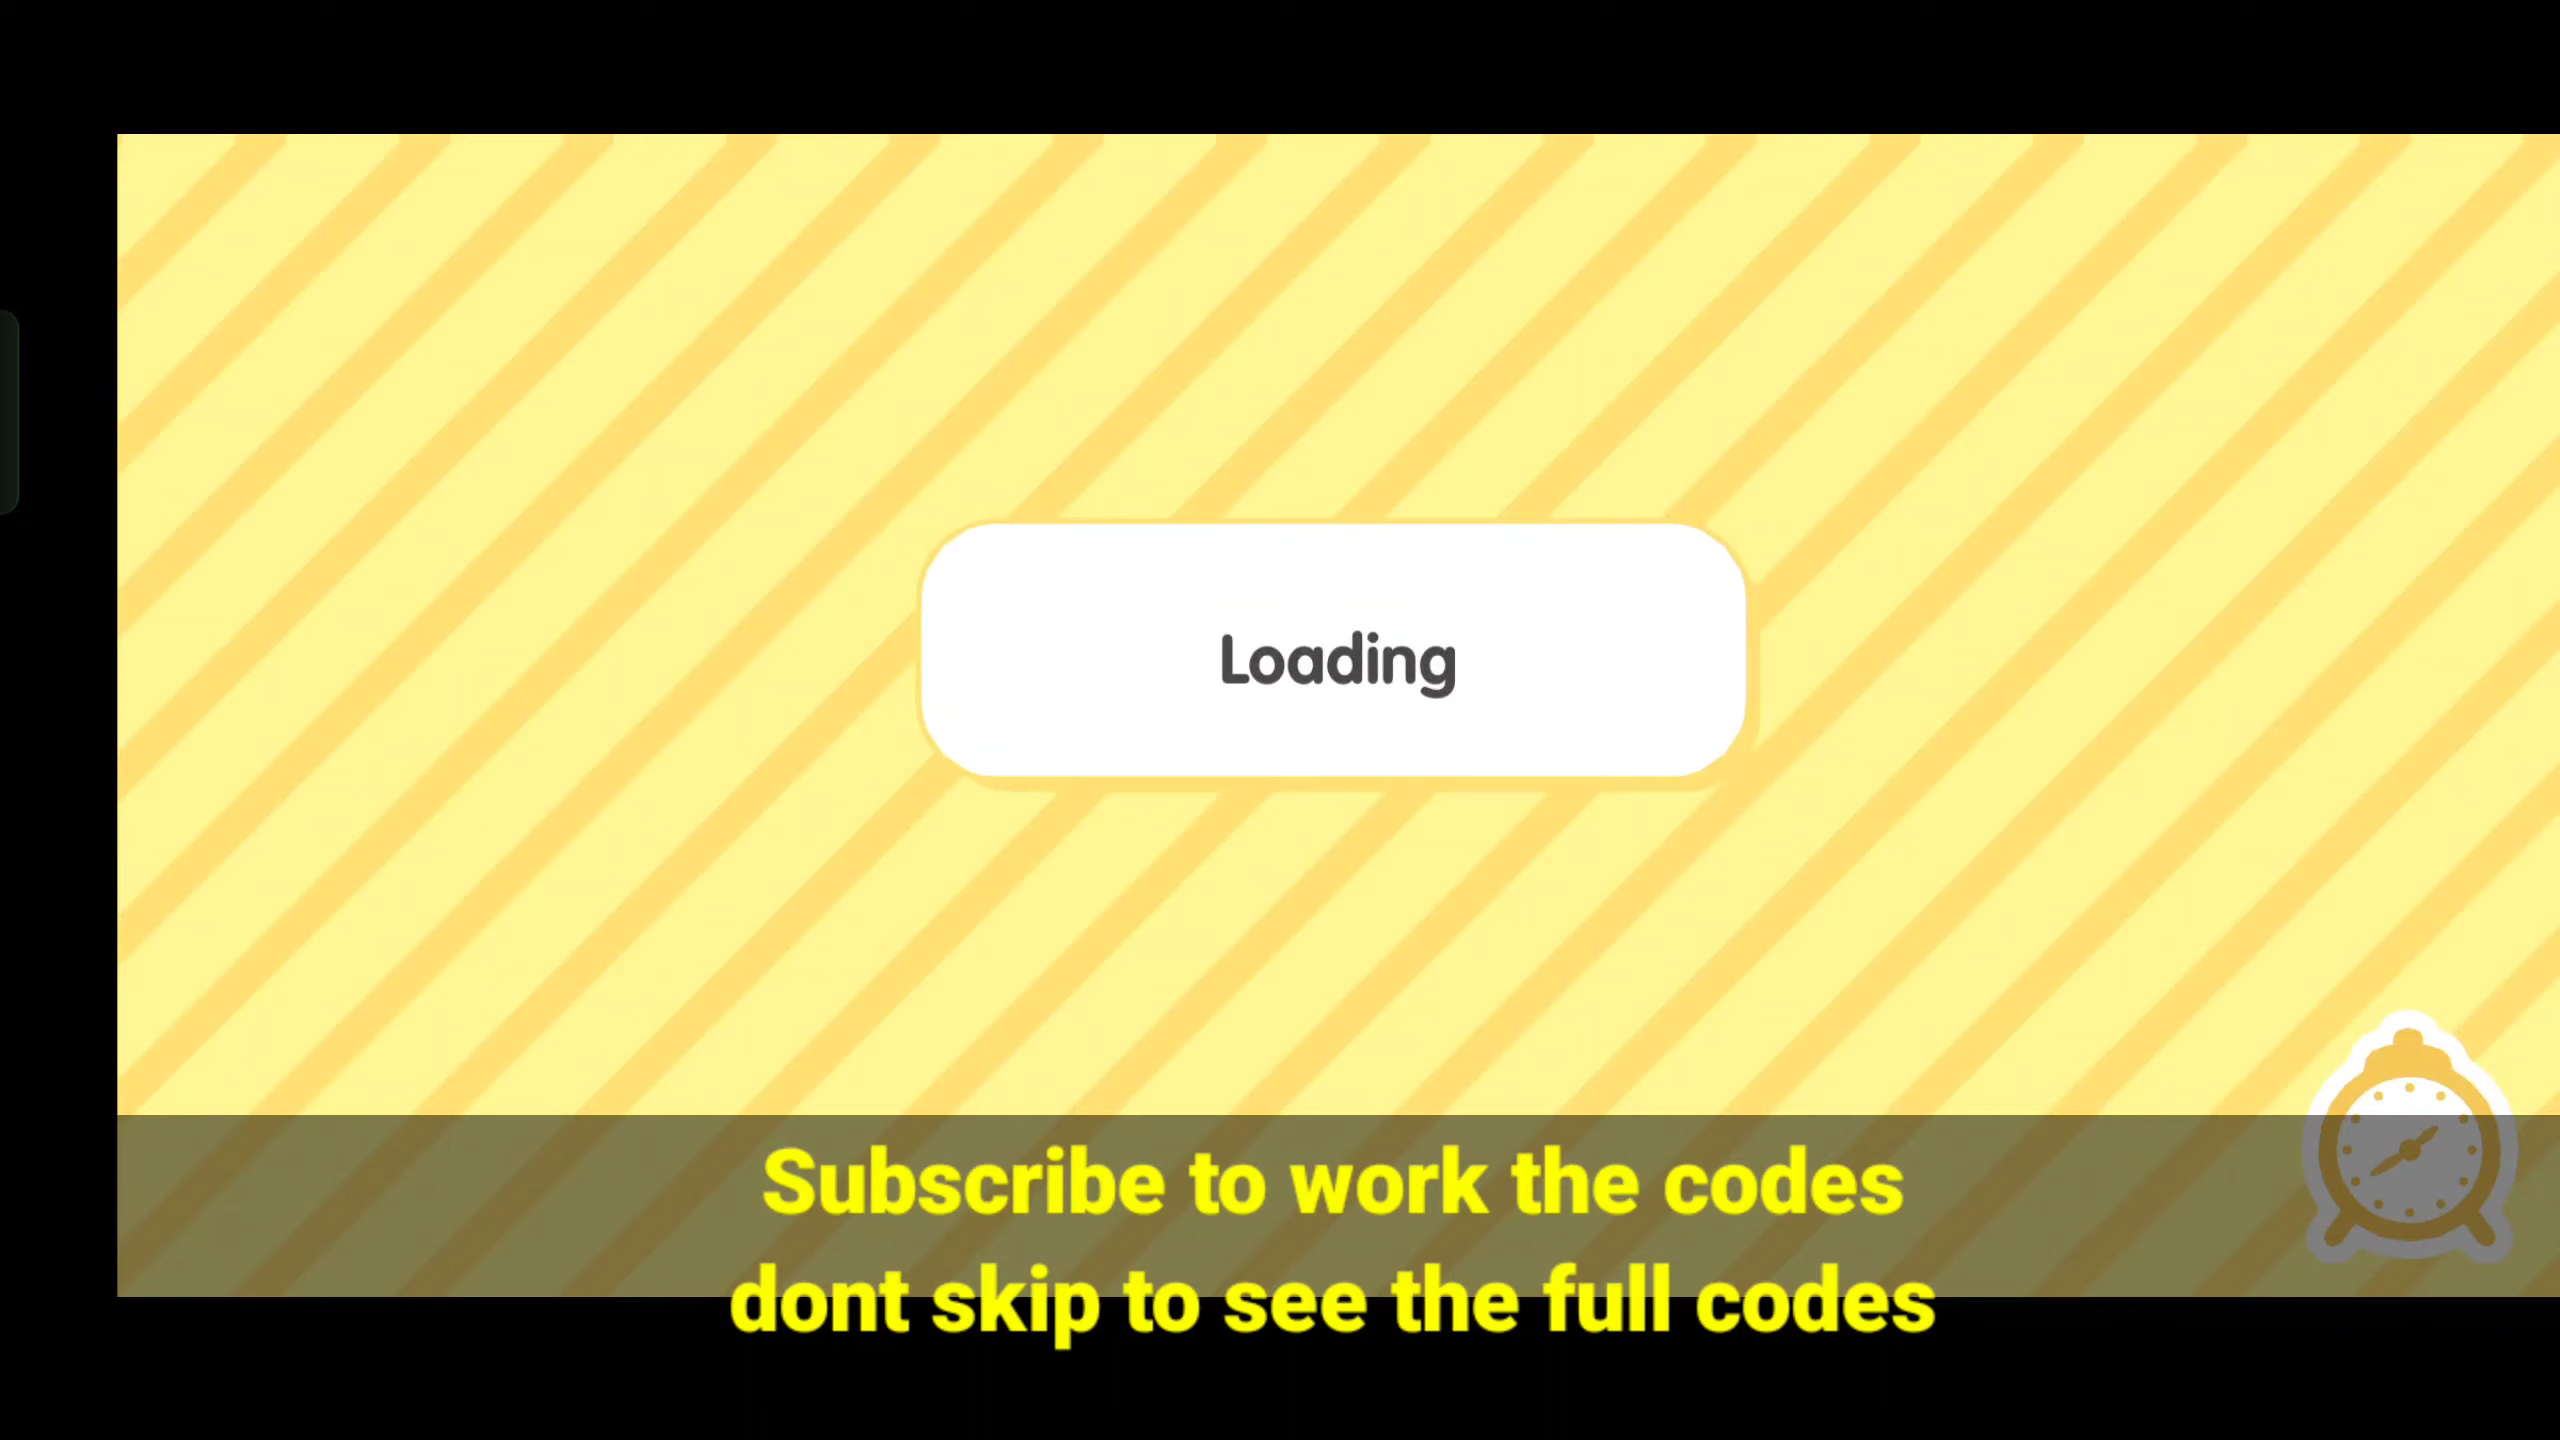 Loading
Subscribe to work the codes
dont skip to see the full codes